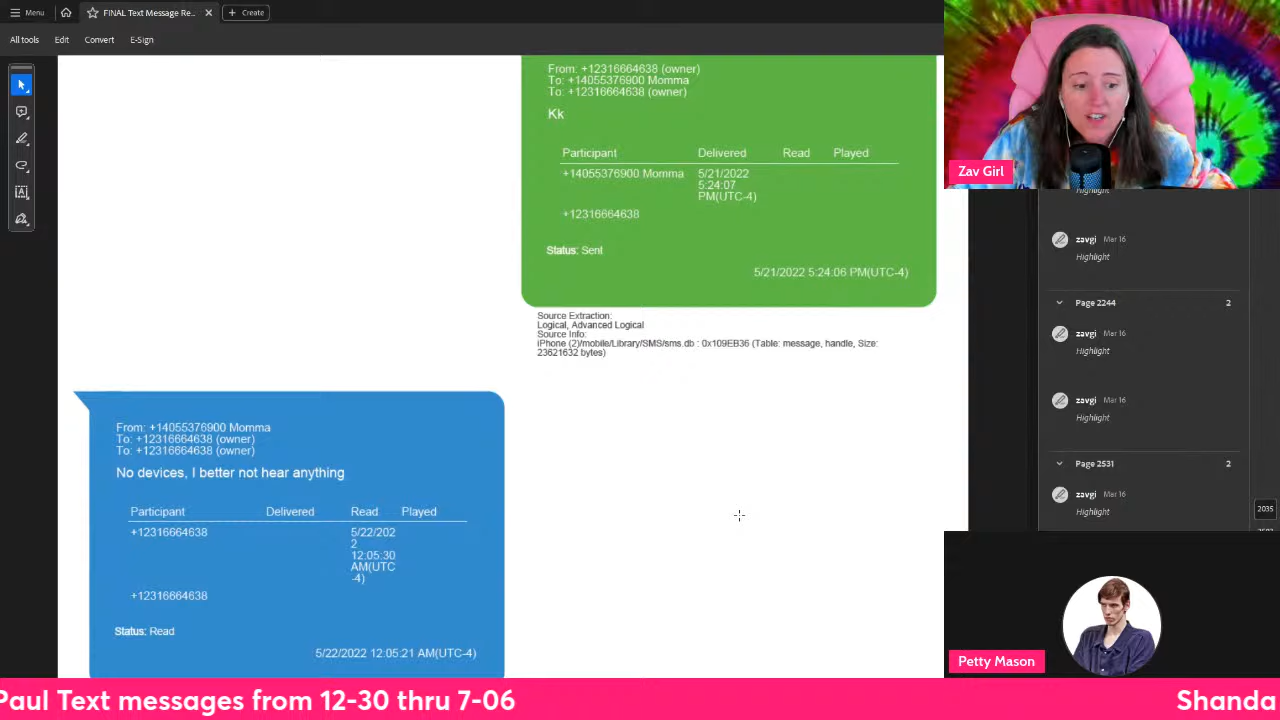 Menu
FINAL Text Message Re...
Create
All tools
Edit
Convert
E-Sign
From: +12316664638 (owner)
To: +14055376900 Momma
To: +12316664638 (owner)
Kk
Participant Delivered Read Played
+14055376900 Momma 5/21/2022
5:24:07
PM(UTC-4)
+12316664638
Status: Sent
5/21/2022 5:24:06 PM(UTC-4)
Source Extraction:
Logical, Advanced Logical
Source Info:
iPhone (2)/mobile/Library/SMS/sms.db : 0x109EB36 (Table: message, handle, Size:
23621632 bytes)
From: +14055376900 Momma
To: +12316664638 (owner)
To: +12316664638 (owner)
No devices, I better not hear anything
Participant Delivered Read Played
+12316664638 5/22/202
2
12:05:30
AM(UTC
-4)
+12316664638
Status: Read
5/22/2022 12:05:21 AM(UTC-4)
Zav Girl
Highlight
zavgi Mar 16
Highlight
Page 2244 2
zavgi Mar 16
Highlight
zavgi Mar 16
Highlight
Page 2531 2
zavgi Mar 16
Highlight
2035
Petty Mason
Paul Text messages from 12-30 thru 7-06
Shanda